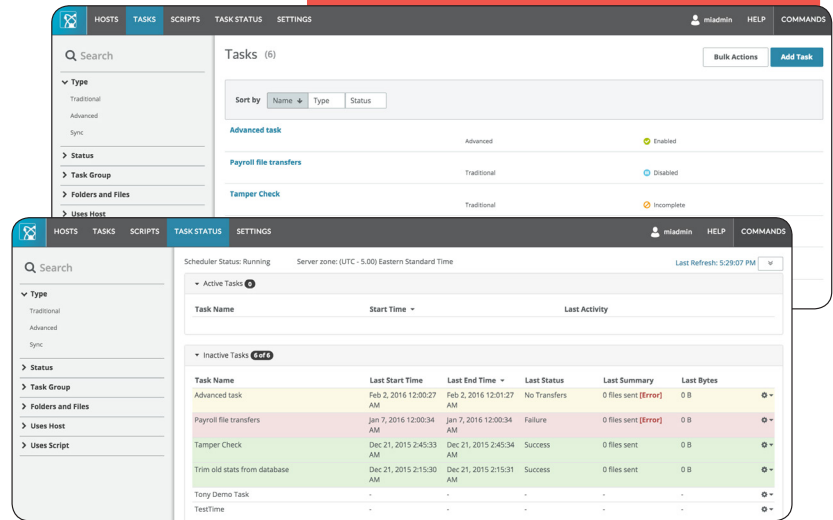 HOSTS TASKS SCRIPTS TASK STATUS SETTINGS miadmin HELP COMMANDS
Search
Type
Traditional
Advanced
Sync
Status
Task Group
Folders and Files
Uses Host
Tasks (6)
Bulk Actions Add Task
Sort by Name Type Status
Advanced task
Advanced Enabled
Payroll file transfers
Traditional Disabled
Tamper Check
Traditional Incomplete
HOSTS TASKS SCRIPTS TASK STATUS SETTINGS miadmin HELP COMMANDS
Search
Type
Traditional
Advanced
Sync
Status
Task Group
Folders and Files
Uses Host
Uses Script
Scheduler Status: Running Server zone: (UTC - 5.00) Eastern Standard Time Last Refresh: 5:29:07 PM
Active Tasks 0
Task Name Start Time Last Activity
Inactive Tasks 6 of 6
Task Name Last Start Time Last End Time Last Status Last Summary Last Bytes
Advanced task Feb 2, 2016 12:00:27 AM Feb 2, 2016 12:01:27 AM No Transfers 0 files sent [Error] 0 B
Payroll file transfers Jan 7, 2016 12:00:34 AM Jan 7, 2016 12:00:34 AM Failure 0 files sent [Error] 0 B
Tamper Check Dec 21, 2015 2:45:33 AM Dec 21, 2015 2:45:34 AM Success 0 files sent 0 B
Trim old stats from database Dec 21, 2015 2:15:30 AM Dec 21, 2015 2:15:31 AM Success 0 files sent 0 B
Tony Demo Task - - - - -
TestTime - - - - -